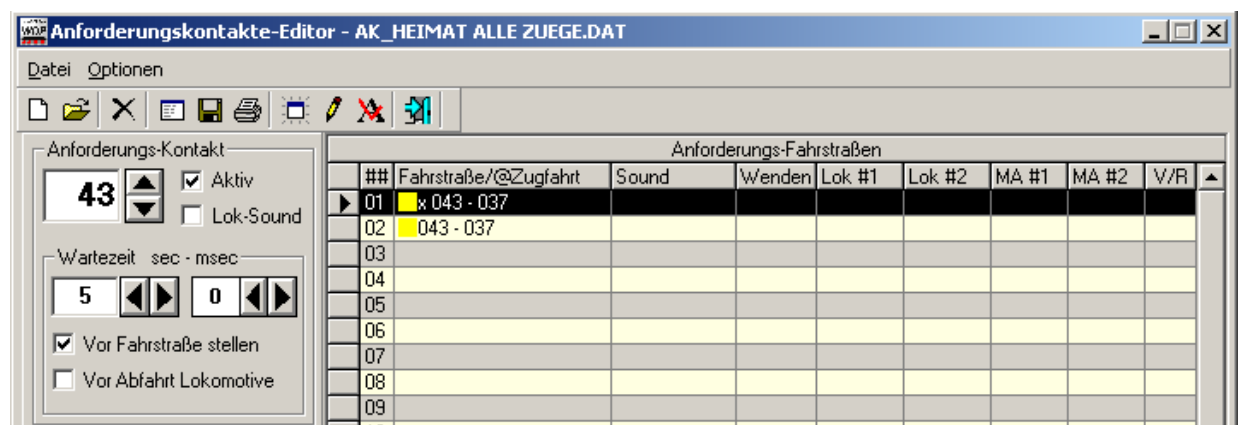 WDP Anforderungskontakte-Editor - AK_HEIMAT ALLE ZUEGE.DAT
Datei Optionen
Anforderungs-Kontakt
43
Aktiv
Lok-Sound
Wartezeit sec - msec
5 0
Vor Fahrstraße stellen
Vor Abfahrt Lokomotive
Anforderungs-Fahrstraßen
## Fahrstraße/@Zugfahrt Sound Wenden Lok #1 Lok #2 MA #1 MA #2 V/R
01 x 043 - 037
02 043 - 037
03
04
05
06
07
08
09